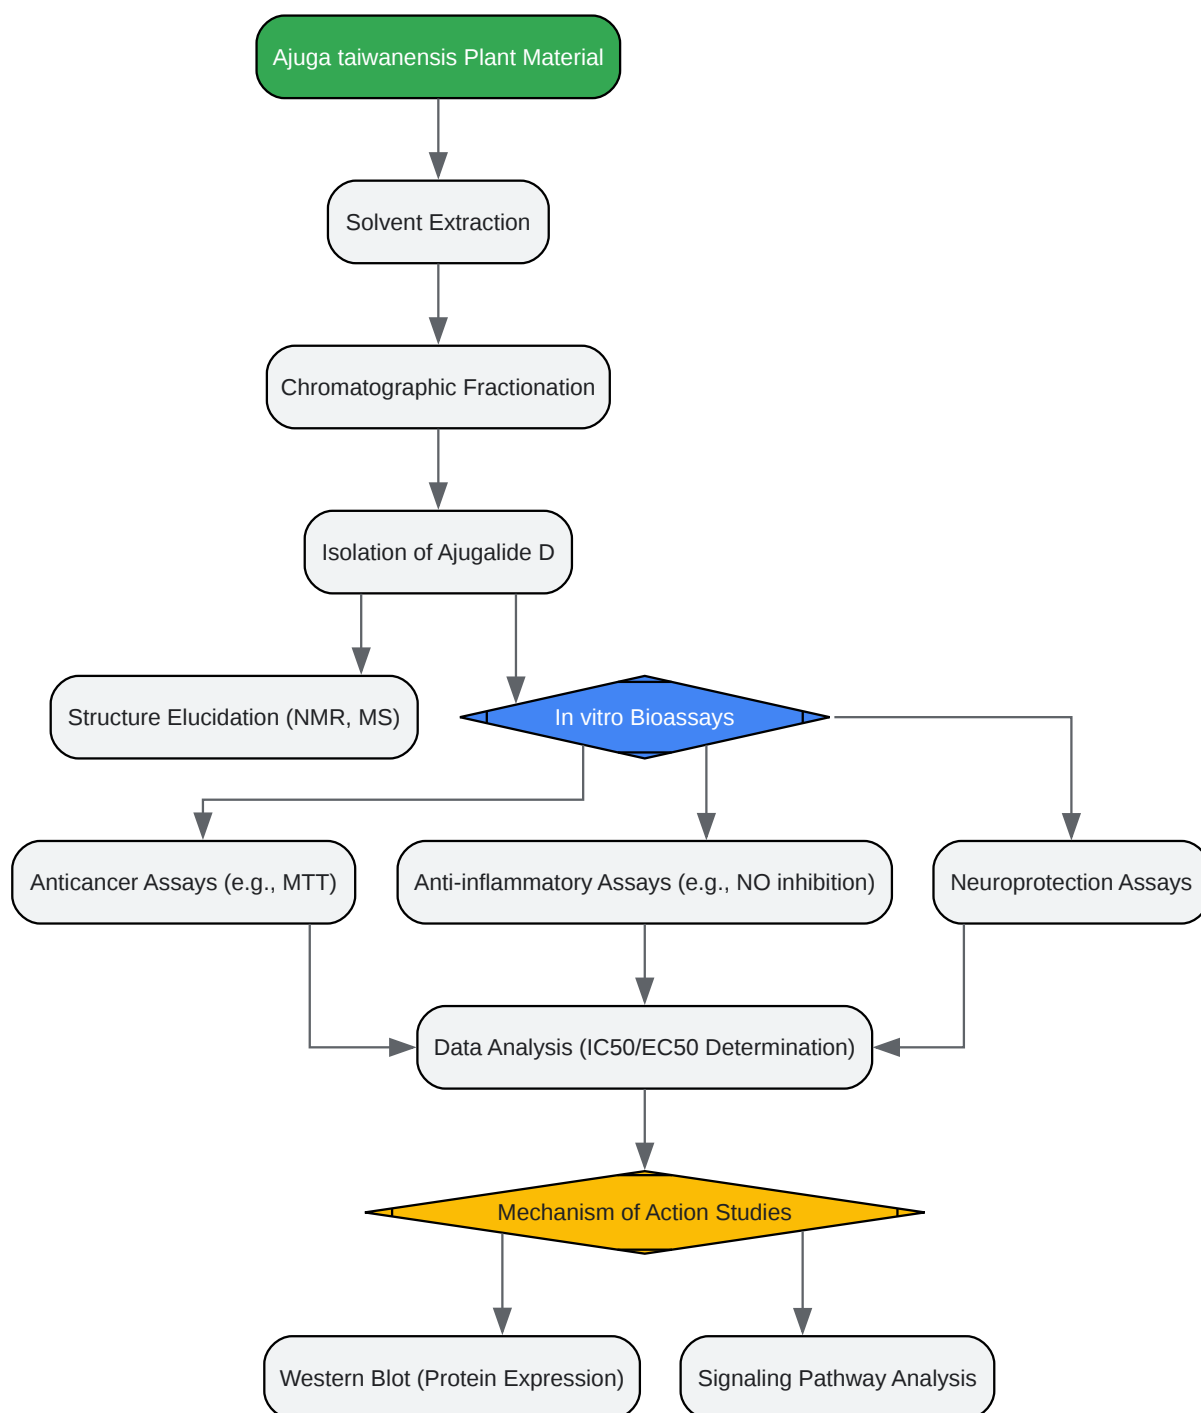 Ajuga taiwanensis Plant Material
Solvent Extraction
Chromatographic Fractionation
Isolation of Ajugalide D
Structure Elucidation (NMR, MS)
In vitro Bioassays
Anticancer Assays (e.g., MTT)
Anti-inflammatory Assays (e.g., NO inhibition)
Neuroprotection Assays
Data Analysis (IC50/EC50 Determination)
Mechanism of Action Studies
Western Blot (Protein Expression)
Signaling Pathway Analysis